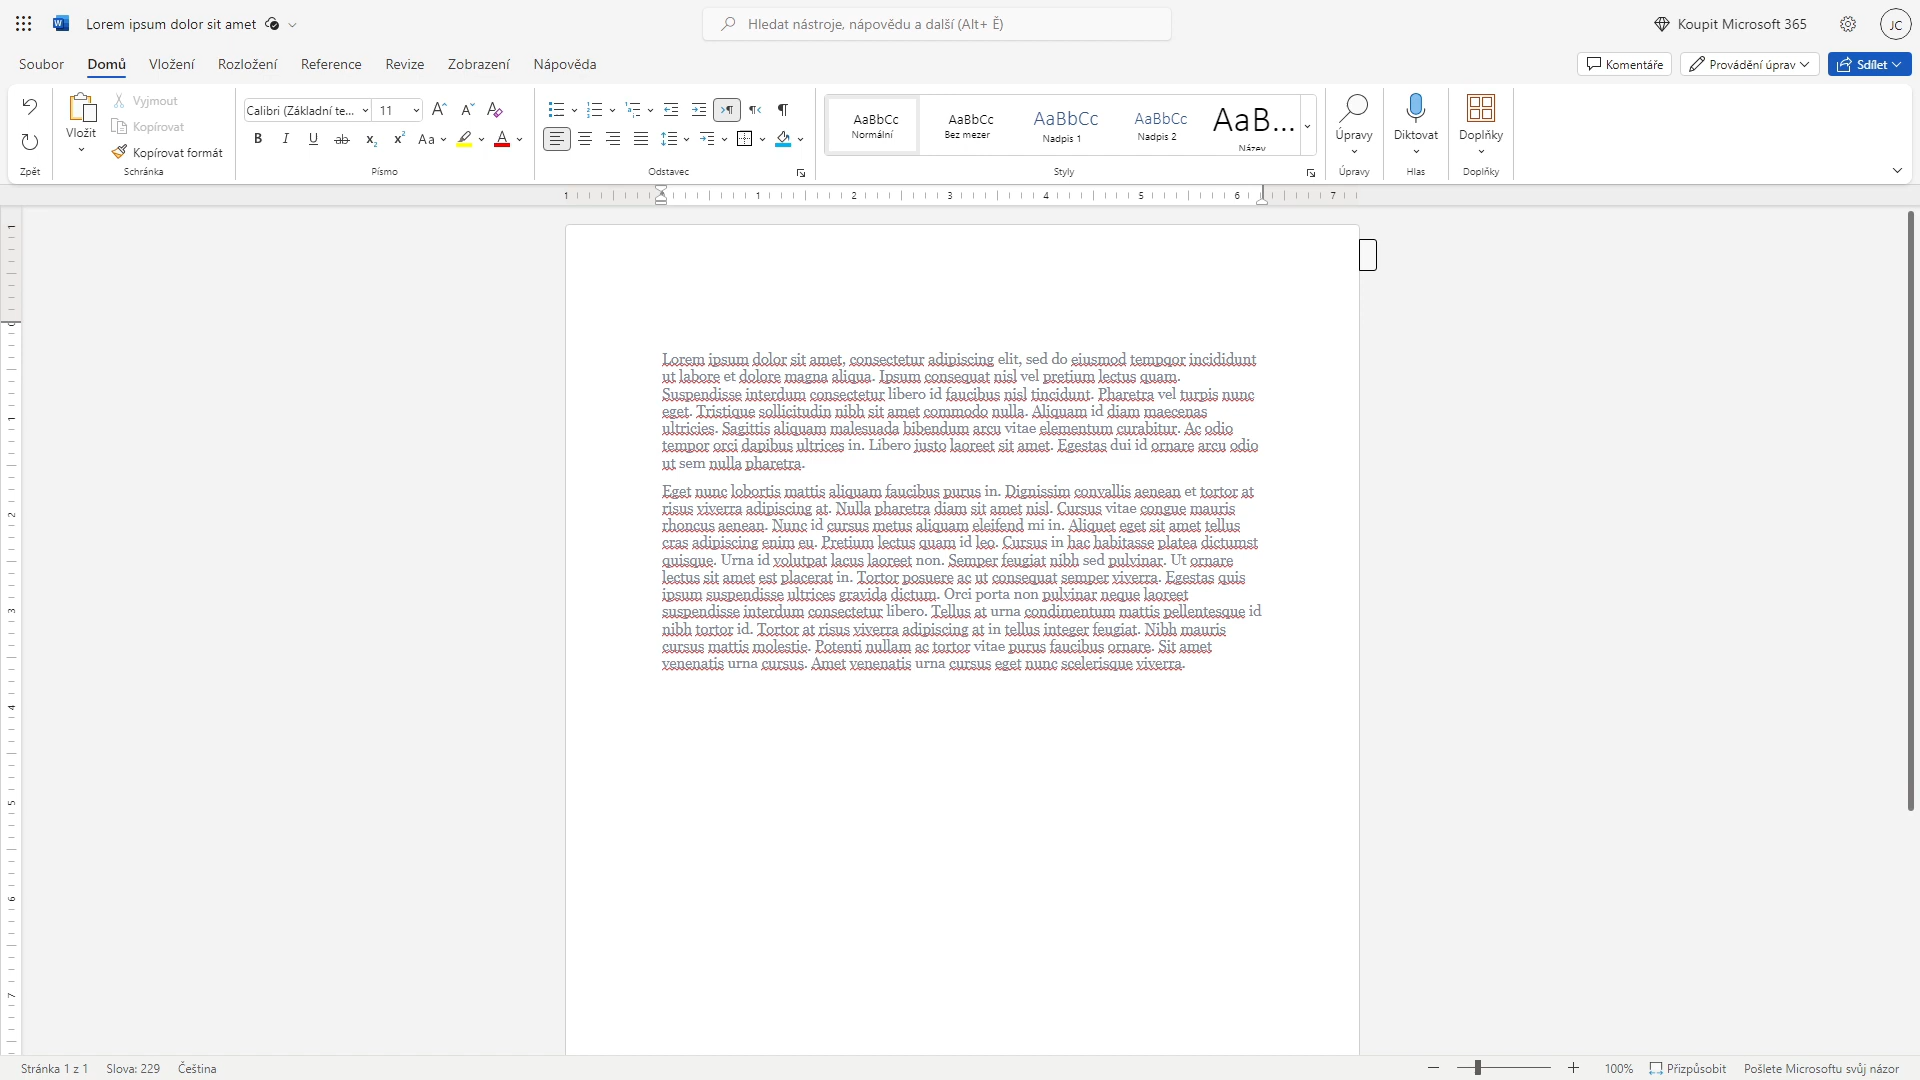 Lorem ipsum dolor sit amet
Hledat nástroje, nápovědu a další (Alt+ Ě)
Koupit Microsoft 365
JC
Soubor Domů Vložení Rozložení Reference Revize Zobrazení Nápověda
Komentáře Provádění úprav Sdílet
Vložit
Vyjmout
Kopírovat
Kopírovat formát
Calibri (Základní te... 11
AaBbCc AaBbCc AaBbCc AaBbCc AaB...
Normální Bez mezer Nadpis 1 Nadpis 2 Název
Úpravy Diktovat Doplňky
Zpět Schránka Písmo Odstavec Styly Úpravy Hlas Doplňky
1 1 2 3 4 5 6 7
Lorem ipsum dolor sit amet, consectetur adipiscing elit, sed do eiusmod tempqor incididunt
ut labore et dolore magna aliqua. Ipsum consequat nisl vel pretium lectus quam.
Suspendisse interdum consectetur libero id faucibus nisl tincidunt. Pharetra vel turpis nunc
eget. Tristique sollicitudin nibh sit amet commodo nulla. Aliquam id diam maecenas
ultricies. Sagittis aliquam malesuada bibendum arcu vitae elementum curabitur. Ac odio
tempor orci dapibus ultrices in. Libero justo laoreet sit amet. Egestas dui id ornare arcu odio
ut sem nulla pharetra.
Eget nunc lobortis mattis aliquam faucibus purus in. Dignissim convallis aenean et tortor at
risus viverra adipiscing at. Nulla pharetra diam sit amet nisl. Cursus vitae congue mauris
rhoncus aenean. Nunc id cursus metus aliquam eleifend mi in. Aliquet eget sit amet tellus
cras adipiscing enim eu. Pretium lectus quam id leo. Cursus in hac habitasse platea dictumst
quisque. Urna id volutpat lacus laoreet non. Semper feugiat nibh sed pulvinar. Ut ornare
lectus sit amet est placerat in. Tortor posuere ac ut consequat semper viverra. Egestas quis
ipsum suspendisse ultrices gravida dictum. Orci porta non pulvinar neque laoreet
suspendisse interdum consectetur libero. Tellus at urna condimentum mattis pellentesque id
nibh tortor id. Tortor at risus viverra adipiscing at in tellus integer feugiat. Nibh mauris
cursus mattis molestie. Potenti nullam ac tortor vitae purus faucibus ornare. Sit amet
venenatis urna cursus. Amet venenatis urna cursus eget nunc scelerisque viverra.
Stránka 1 z 1 Slova: 229 Čeština
100% Přizpůsobit Pošlete Microsoftu svůj názor